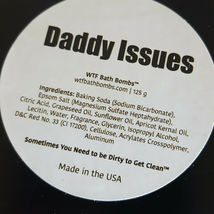 Daddy Issues
WTF Bath Bombs™
wtfbathbombs.com | 125 g
Ingredients: Baking Soda (Sodium Bicarbonate),
Epsom Salt (Magnesium Sulfate Heptahydrate),
Citric Acid, Grapeseed Oil, Sunflower Oil, Apricot Kernal Oil,
Lecitin, Water, Fragrance, Glycerin, Isopropyl Alcohol,
D&C Red No. 33 (CI 17200), Cellulose, Acrylates Crosspolymer,
Aluminum
Sometimes You Need to be Dirty to Get Clean™
Made in the USA